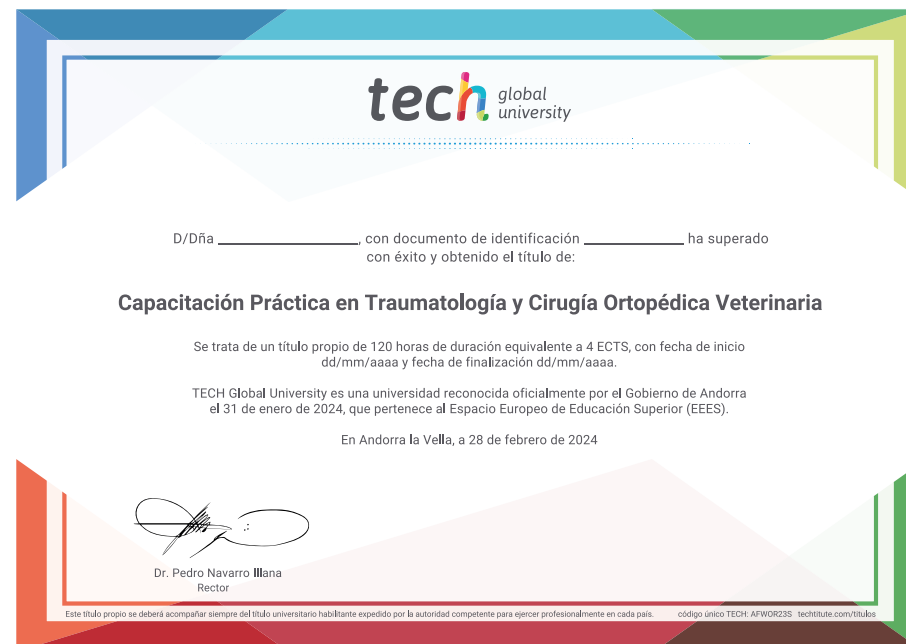 tech global university
D/Dña ____________________, con documento de identificación ______________ ha superado
con éxito y obtenido el título de:
Capacitación Práctica en Traumatología y Cirugía Ortopédica Veterinaria
Se trata de un título propio de 120 horas de duración equivalente a 4 ECTS, con fecha de inicio
dd/mm/aaaa y fecha de finalización dd/mm/aaaa.
TECH Global University es una universidad reconocida oficialmente por el Gobierno de Andorra
el 31 de enero de 2024, que pertenece al Espacio Europeo de Educación Superior (EEES).
En Andorra la Vella, a 28 de febrero de 2024
Dr. Pedro Navarro Illana
Rector
Este título propio se deberá acompañar siempre del título universitario habilitante expedido por la autoridad competente para ejercer profesionalmente en cada país. código único TECH: AFWOR23S techtitute.com/titulos